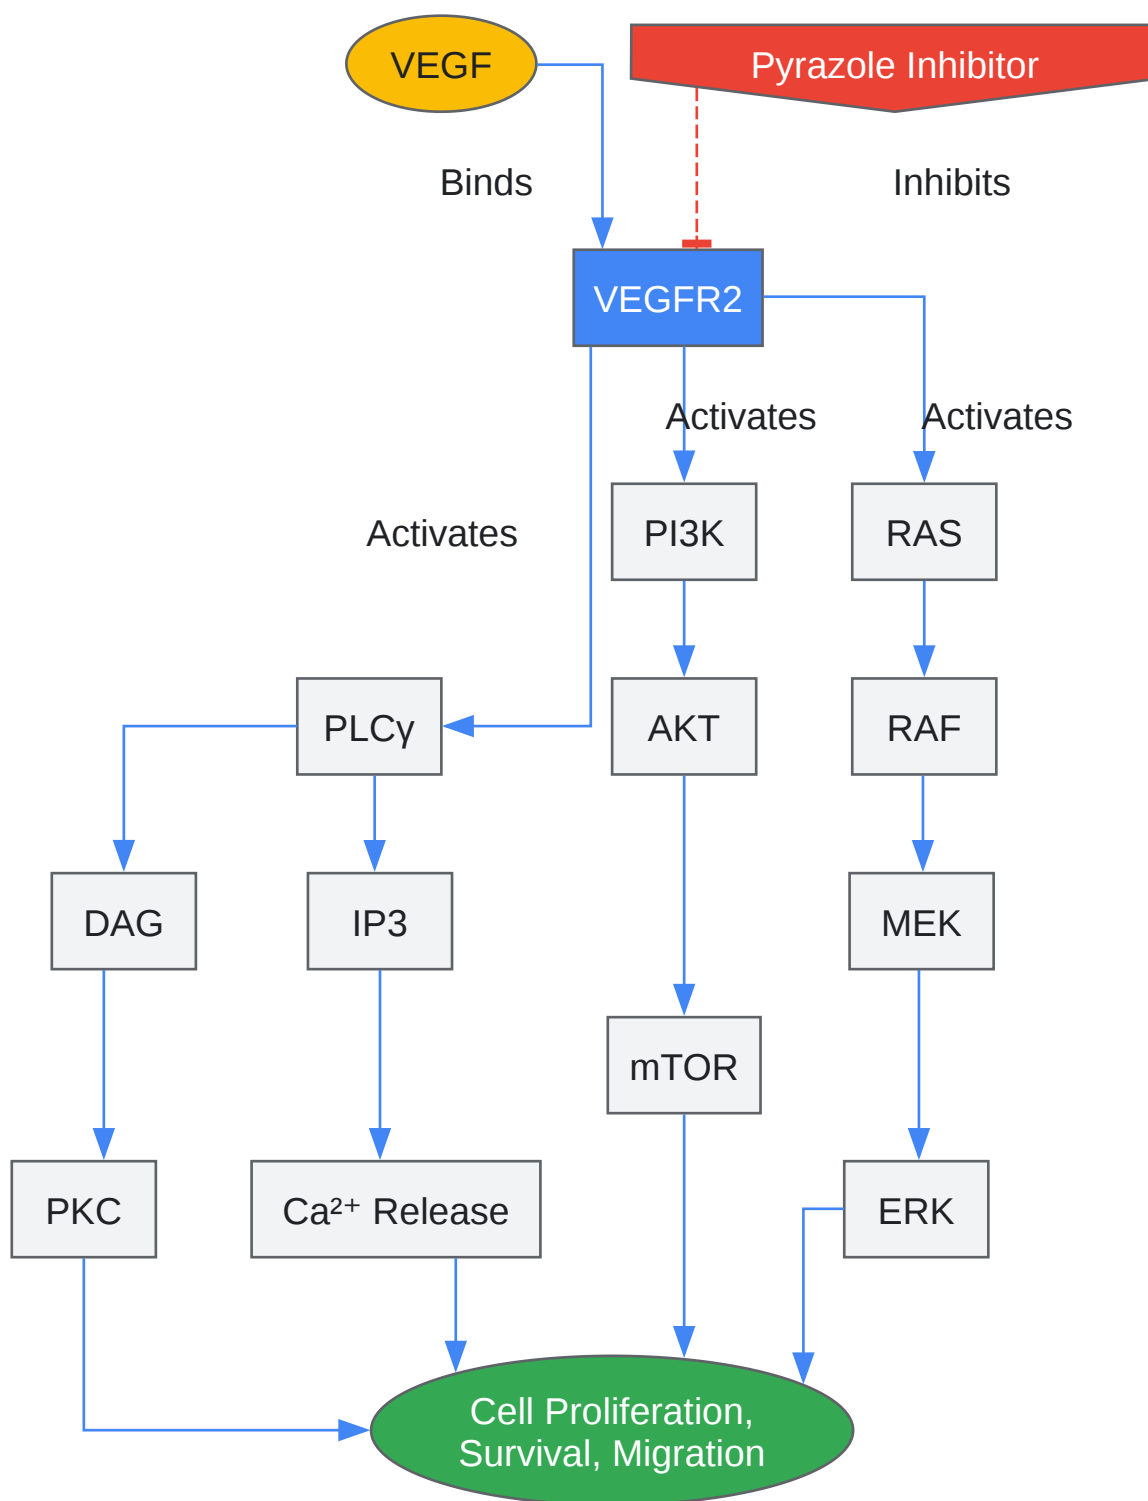 VEGF
Pyrazole Inhibitor
Binds
Inhibits
VEGFR2
Activates
Activates
Activates
PI3K
RAS
PLCγ
AKT
RAF
DAG
IP3
MEK
mTOR
PKC
Ca²⁺ Release
ERK
Cell Proliferation,
Survival, Migration